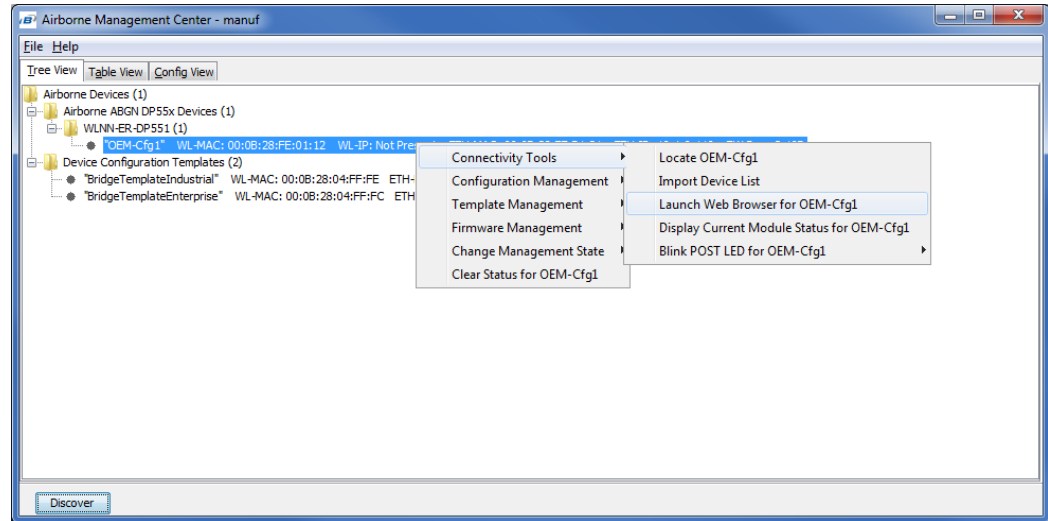 Airborne Management Center - manuf
File Help
Tree View Table View Config View
Airborne Devices (1)
Airborne ABGN DP55x Devices (1)
WLNN-ER-DP551 (1)
"OEM-Cfg1" WL-MAC: 00:0B:28:FE:01:12 WL-IP: Not
Device Configuration Templates (2)
"BridgeTemplateIndustrial" WL-MAC: 00:0B:28:04:FF:FE ETH-
"BridgeTemplateEnterprise" WL-MAC: 00:0B:28:04:FF:FC ETH
Connectivity Tools
Configuration Management
Template Management
Firmware Management
Change Management State
Clear Status for OEM-Cfg1
Locate OEM-Cfg1
Import Device List
Launch Web Browser for OEM-Cfg1
Display Current Module Status for OEM-Cfg1
Blink POST LED for OEM-Cfg1
Discover